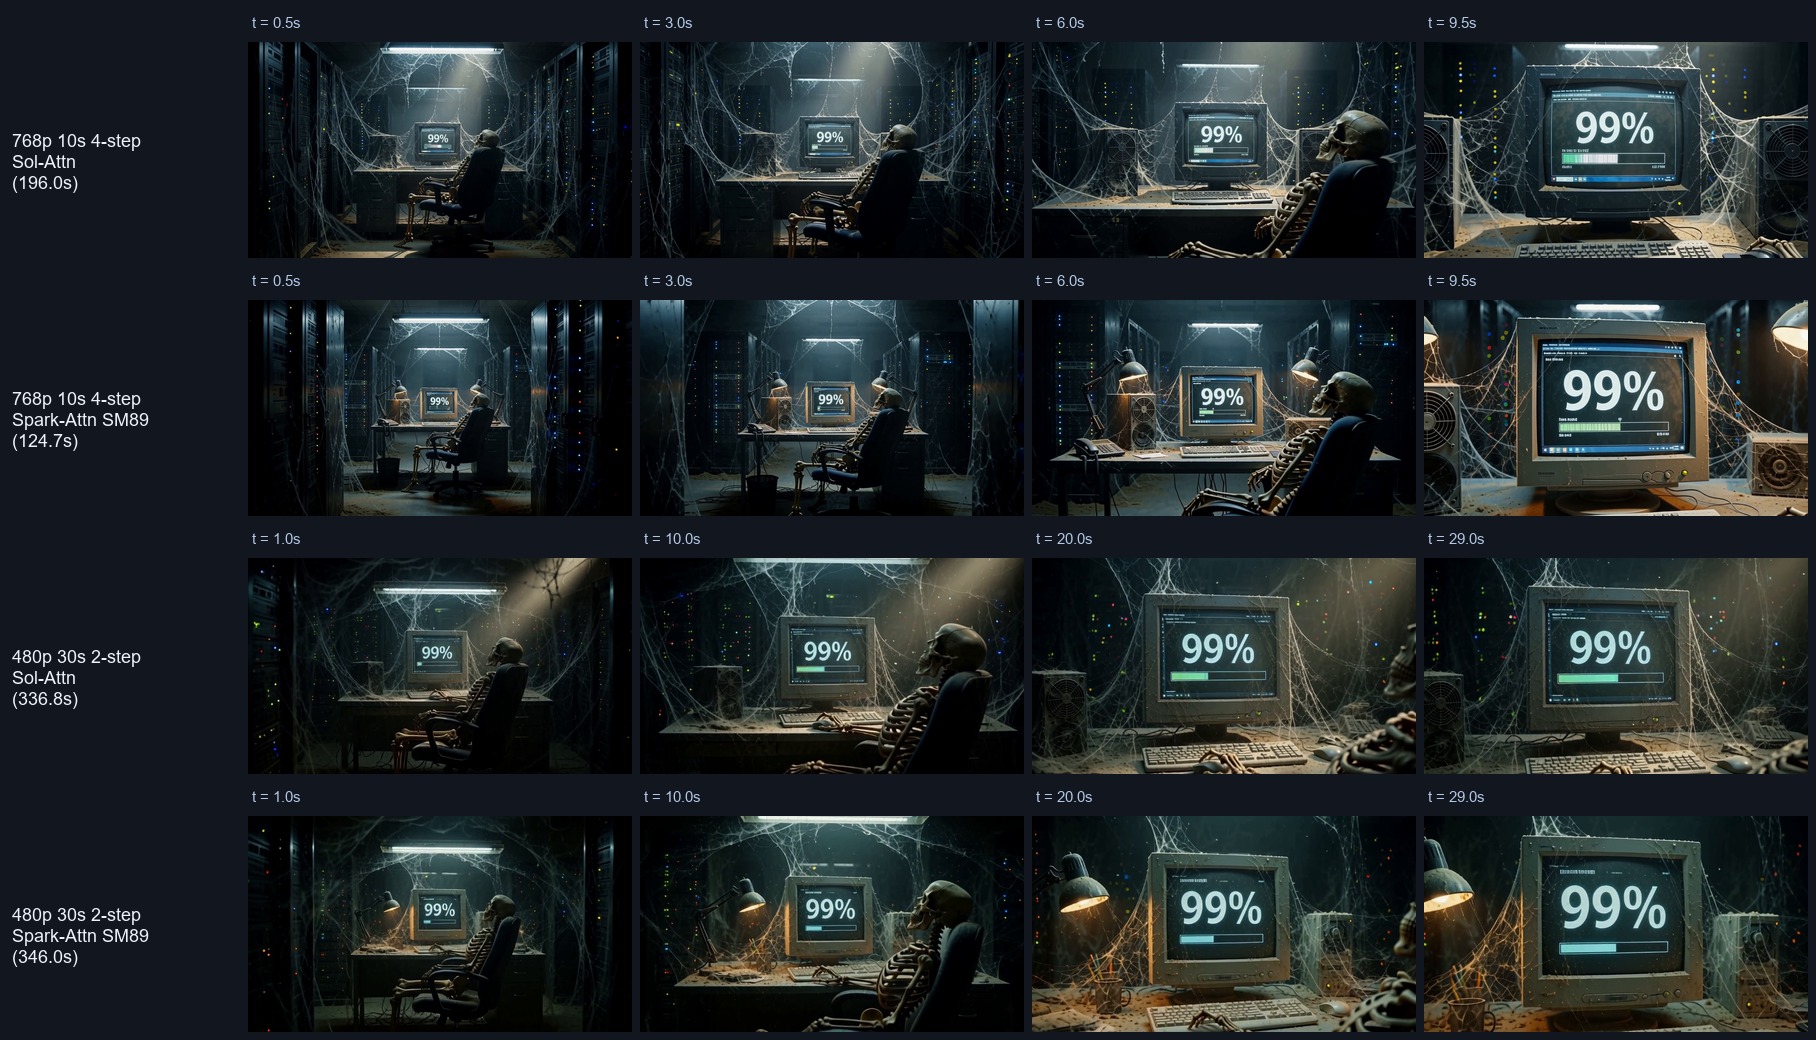 t = 0.5s
t = 3.0s
t = 6.0s
t = 9.5s
768p 10s 4-step
Sol-Attn
(196.0s)
99%
99%
99%
99%
t = 0.5s
t = 3.0s
t = 6.0s
t = 9.5s
768p 10s 4-step
Spark-Attn SM89
(124.7s)
99%
99%
99%
99%
t = 1.0s
t = 10.0s
t = 20.0s
t = 29.0s
480p 30s 2-step
Sol-Attn
(336.8s)
99%
99%
99%
99%
t = 1.0s
t = 10.0s
t = 20.0s
t = 29.0s
480p 30s 2-step
Spark-Attn SM89
(346.0s)
99%
99%
99%
99%